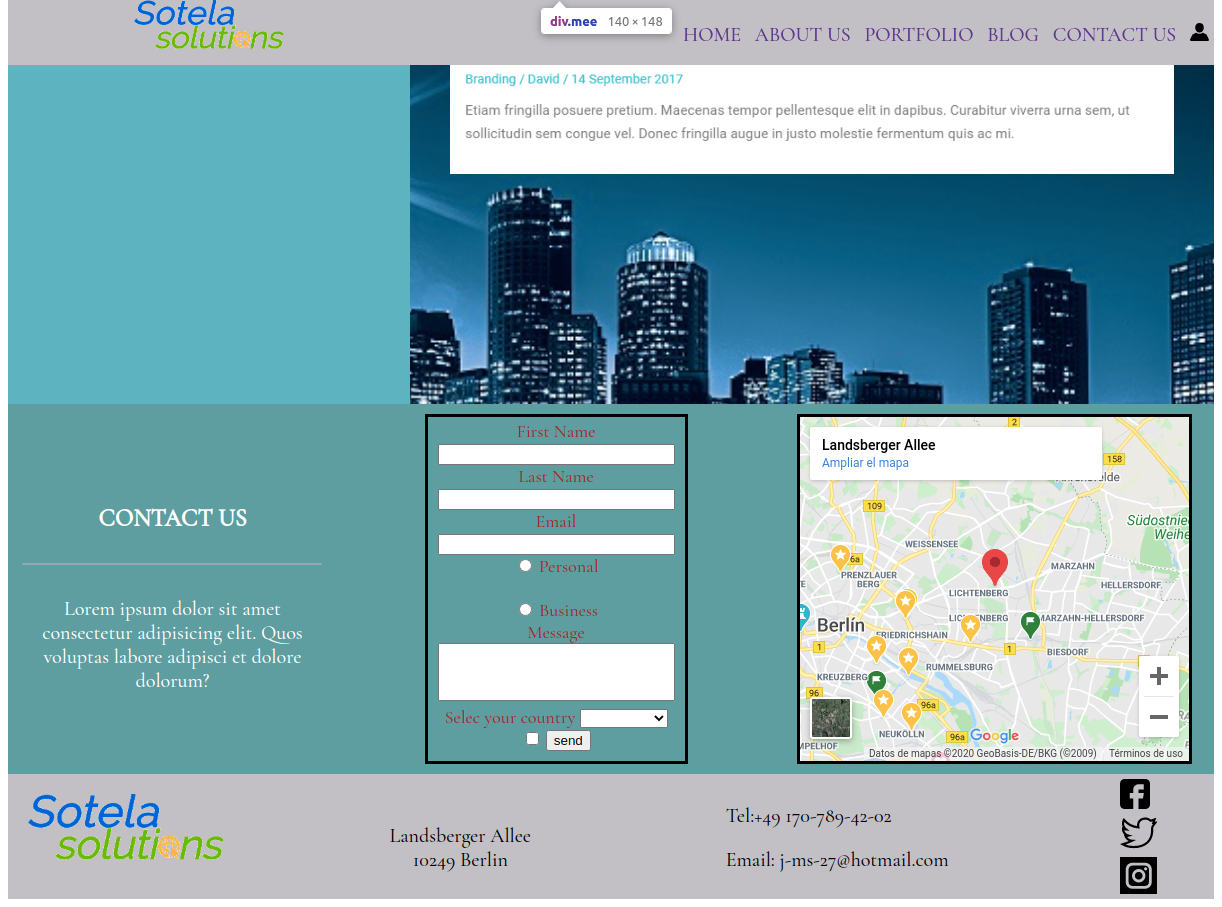 Sotela
solutions
div.mee 140 × 148
HOME ABOUT US PORTFOLIO BLOG CONTACT US
Branding / David / 14 September 2017
Etiam fringilla posuere pretium. Maecenas tempor pellentesque elit in dapibus. Curabitur viverra urna sem, ut
sollicitudin sem congue vel. Donec fringilla augue in justo molestie fermentum quis ac mi.
CONTACT US
Lorem ipsum dolor sit amet
consectetur adipisicing elit. Quos
voluptas labore adipisci et dolore
dolorum?
First Name
Last Name
Email
Personal
Business
Message
Selec your country
send
Landsberger Allee
Ampliar el mapa
2
158
109
Südostnie
Weihe
WEISSENSEE
6a
PRENZLAUER
BERG
MARZAHN
LICHTENBERG
HELLERSDORF
MARZAHN-HELLERSDORF
Berlín
FRIEDRICHSHAIN
1
1
BIESDORF
RUMMELSBURG
KREUZBERG
96
96a
NEUKÖLLN
96a
Google
MPELHOF
Datos de mapas ©2020 GeoBasis-DE/BKG (©2009) Términos de uso
Sotela
solutions
Landsberger Allee
10249 Berlin
Tel:+49 170-789-42-02
Email: j-ms-27@hotmail.com